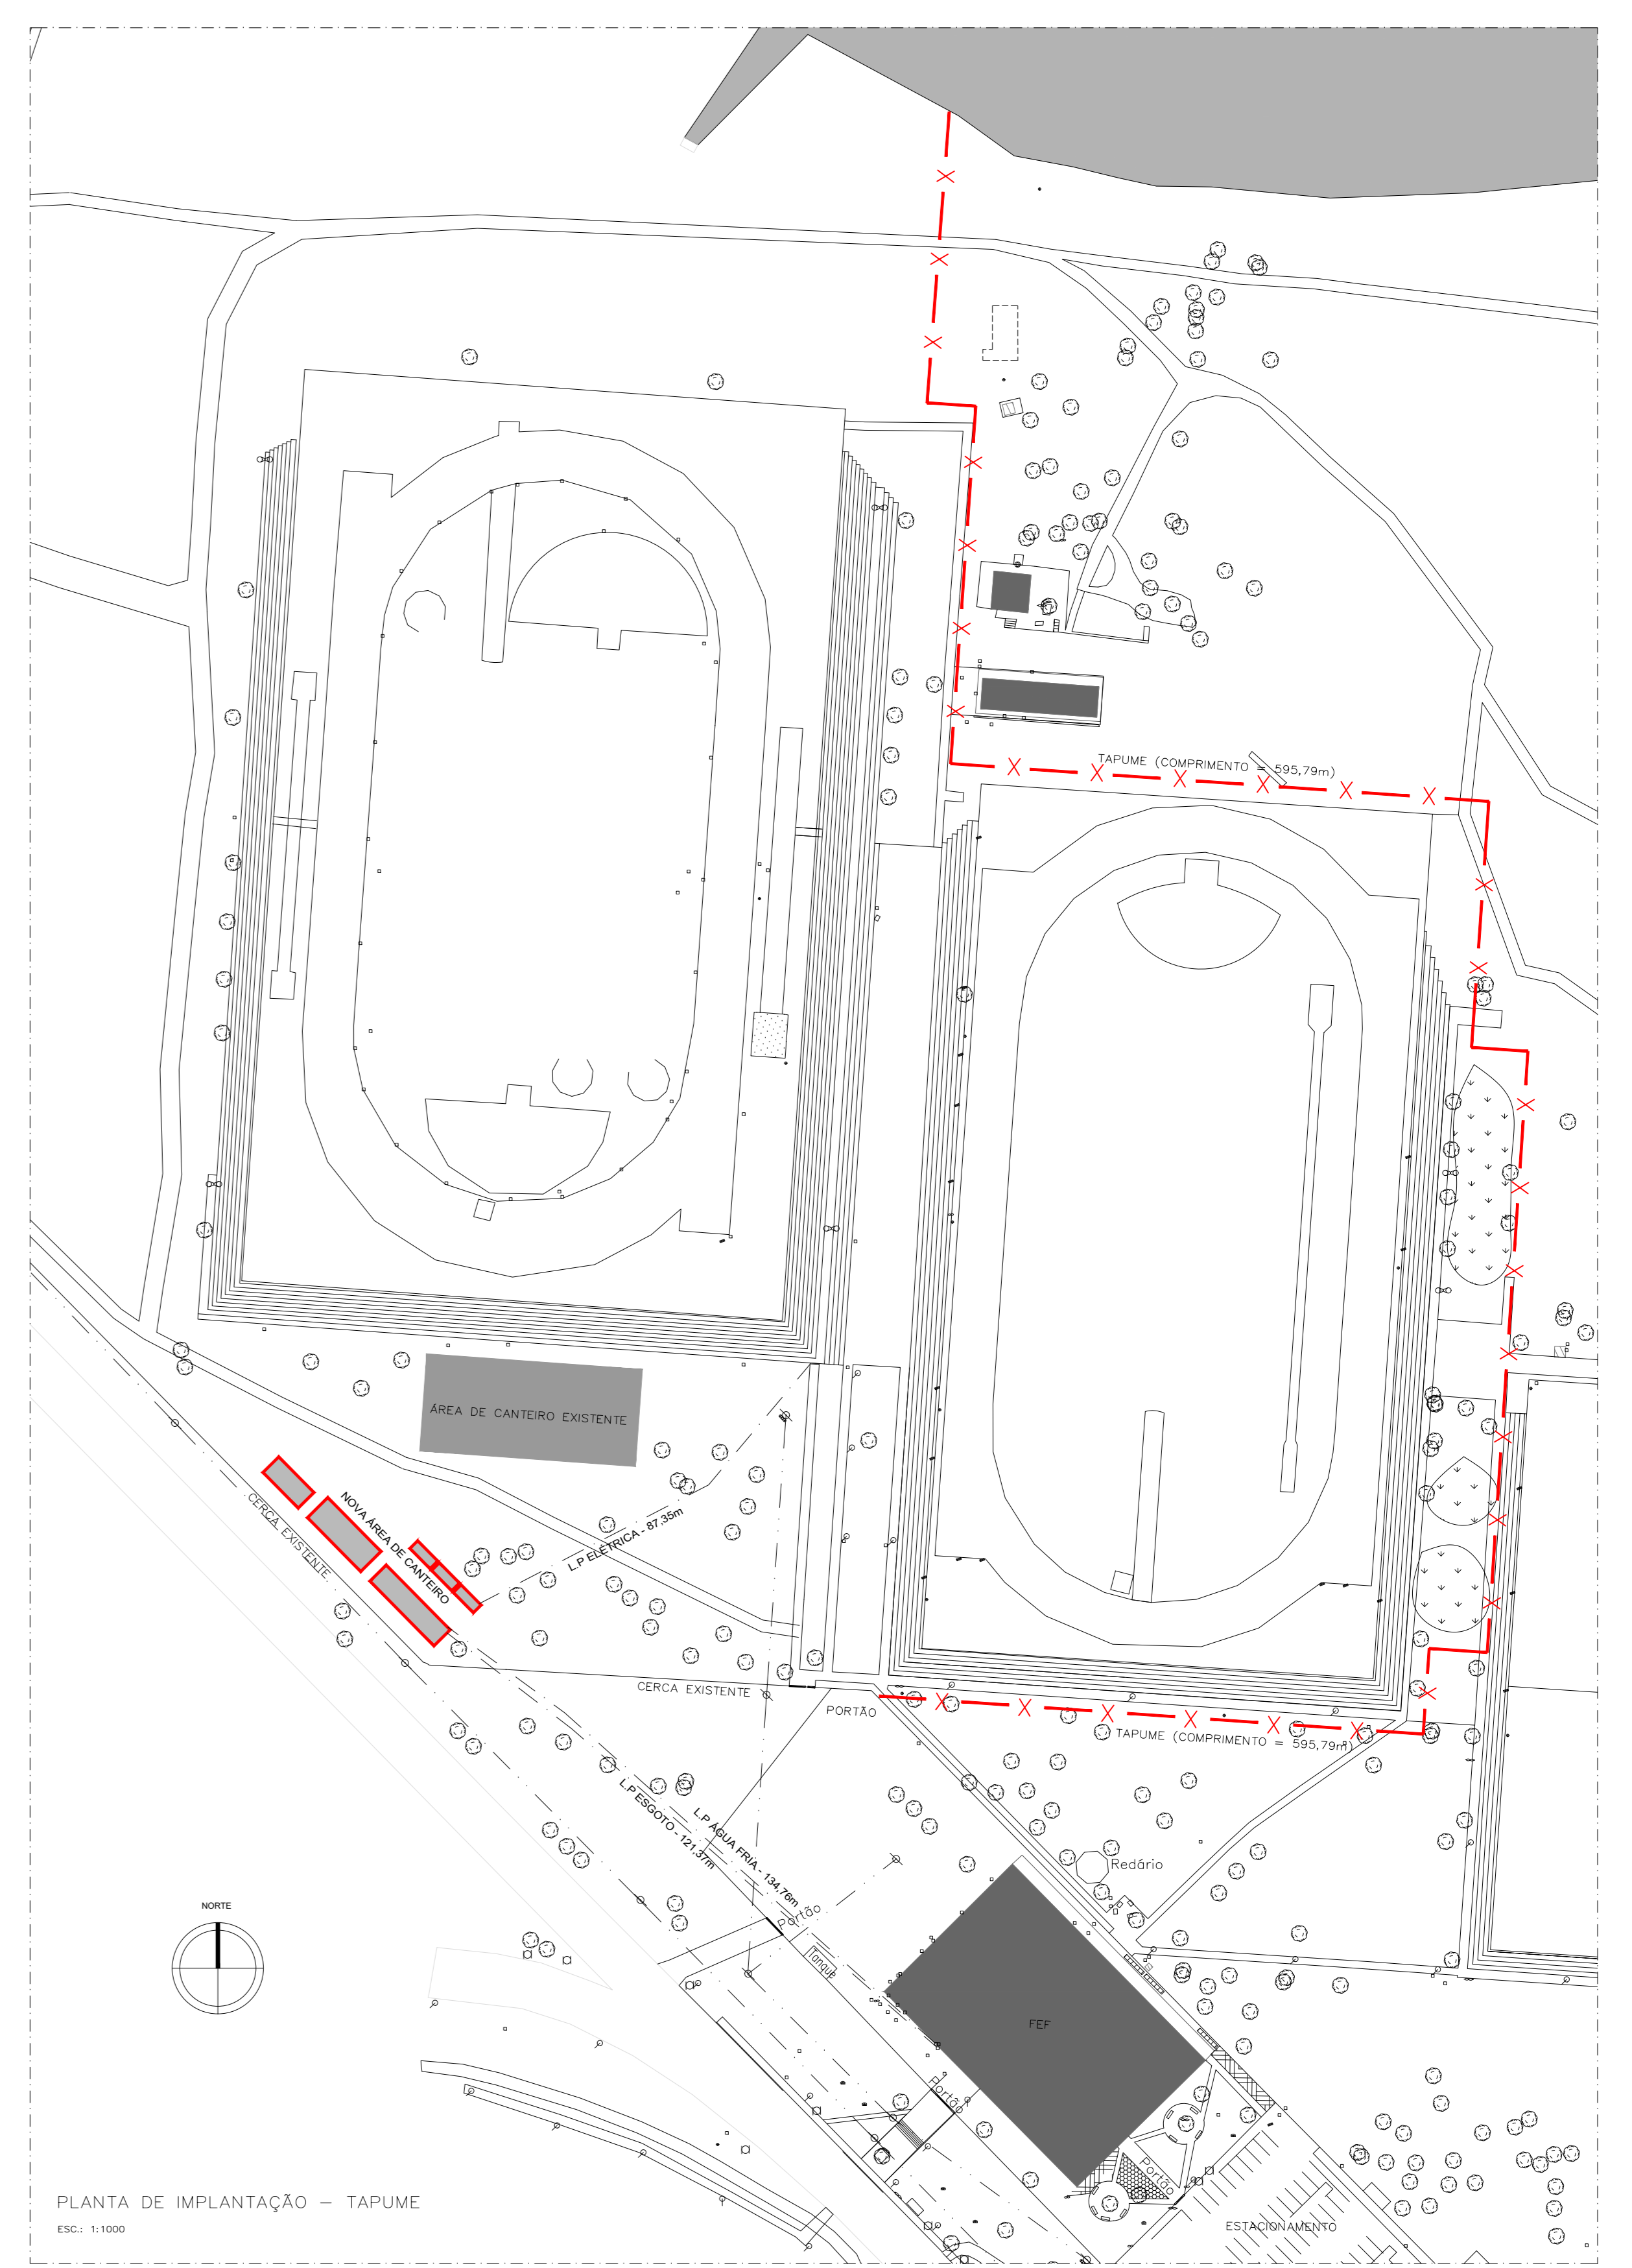 TAPUME (COMPRIMENTO = 595,79m)
ÁREA DE CANTEIRO EXISTENTE
NOVA ÁREA DE CANTEIRO
CERCA EXISTENTE
L.P ELÉTRICA - 87,35m
CERCA EXISTENTE
PORTÃO
TAPUME (COMPRIMENTO = 595,79m)
L.P ESGOTO - 121,37m
L.P ÁGUA FRIA - 134,76m
Redário
Portão
Tanque
NORTE
FEF
Portão
Portão
ESTACIONAMENTO
PLANTA DE IMPLANTAÇÃO – TAPUME
ESC.: 1:1000